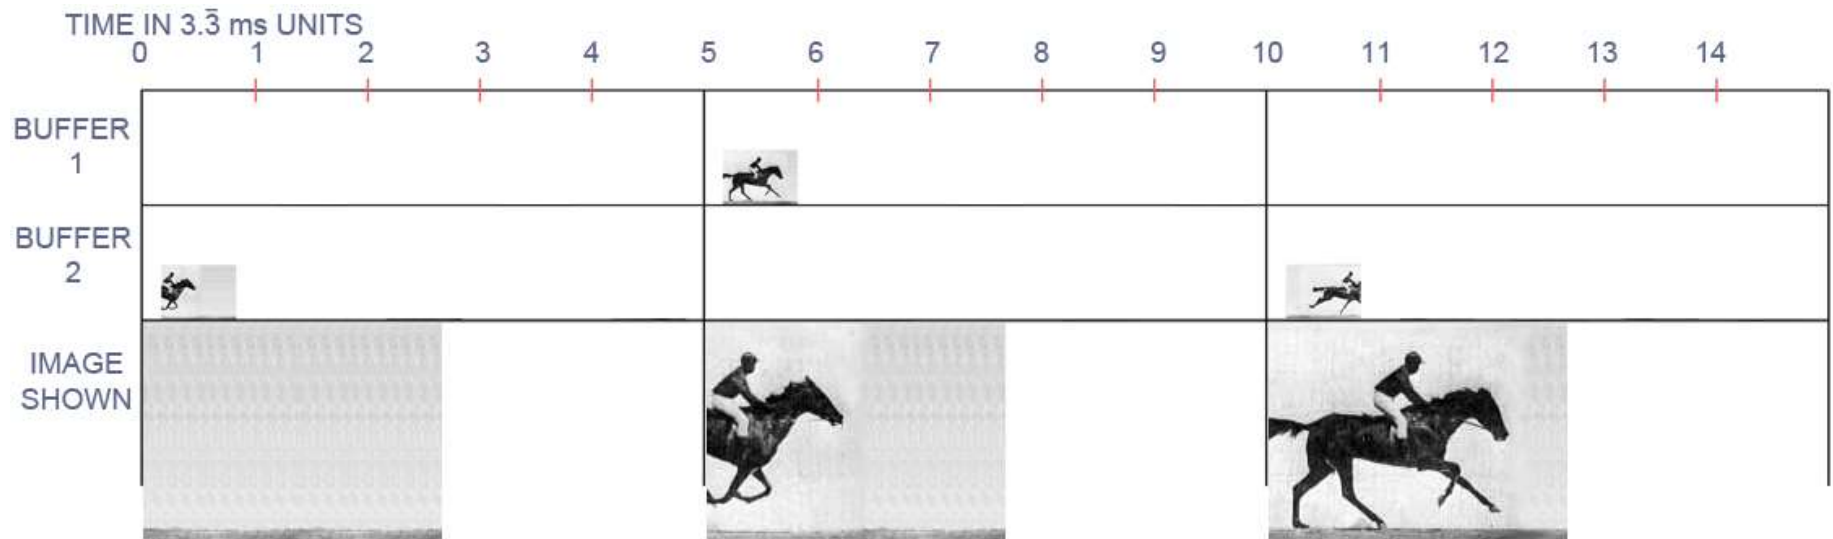 TIME IN 3.3̅ ms UNITS
0 1 2 3 4 5 6 7 8 9 10 11 12 13 14
BUFFER
1
BUFFER
2
IMAGE
SHOWN